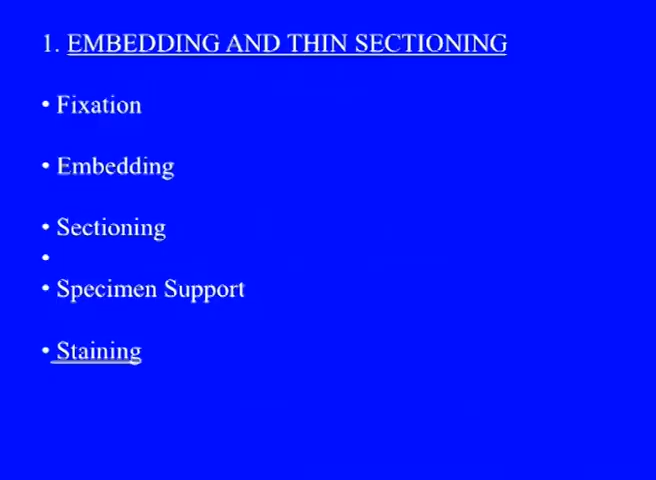 1. EMBEDDING AND THIN SECTIONING
• Fixation
• Embedding
• Sectioning
•
• Specimen Support
• Staining